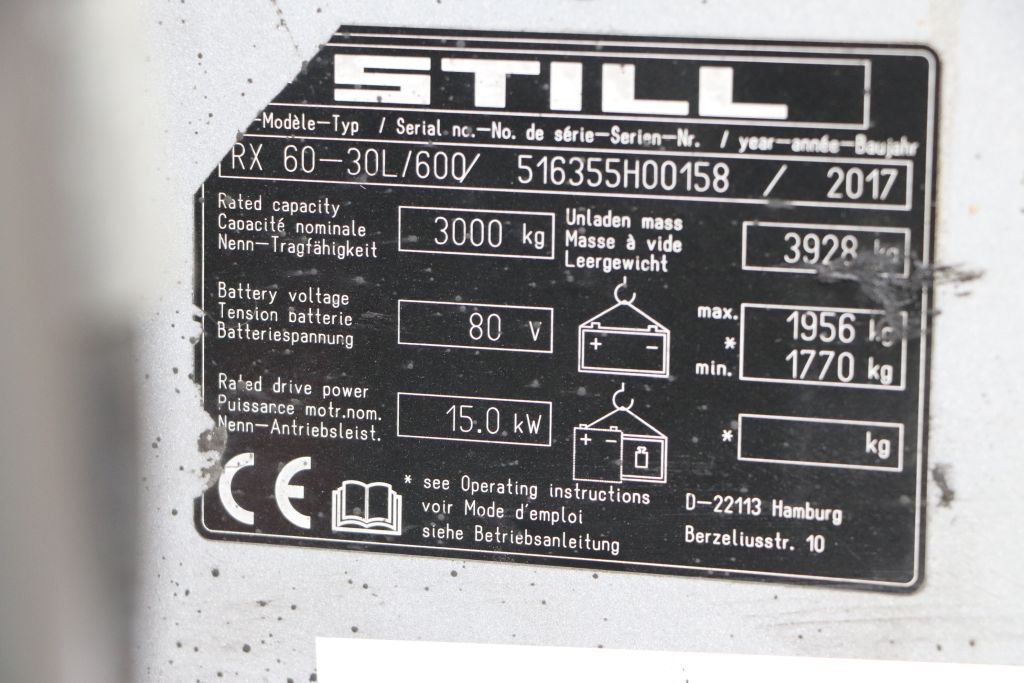 STILL
-Modèle-Typ / Serial no.-No. de série-Serien-Nr. / year-année-Baujahr
RX 60-30L/600/ 516355H00158 / 2017
Rated capacity
Capacité nominale
Nenn-Tragfähigkeit
3000 kg
Unladen mass
Masse à vide
Leergewicht
3928 kg
Battery voltage
Tension batterie
Batteriespannung
80 V
+ -
max.
*
min.
1956 kg
1770 kg
Rated drive power
Puissance motr.nom.
Nenn-Antriebsleist.
15.0 kW
+ -
* kg
CE
* see Operating instructions
voir Mode d'emploi
siehe Betriebsanleitung
D-22113 Hamburg
Berzeliusstr. 10